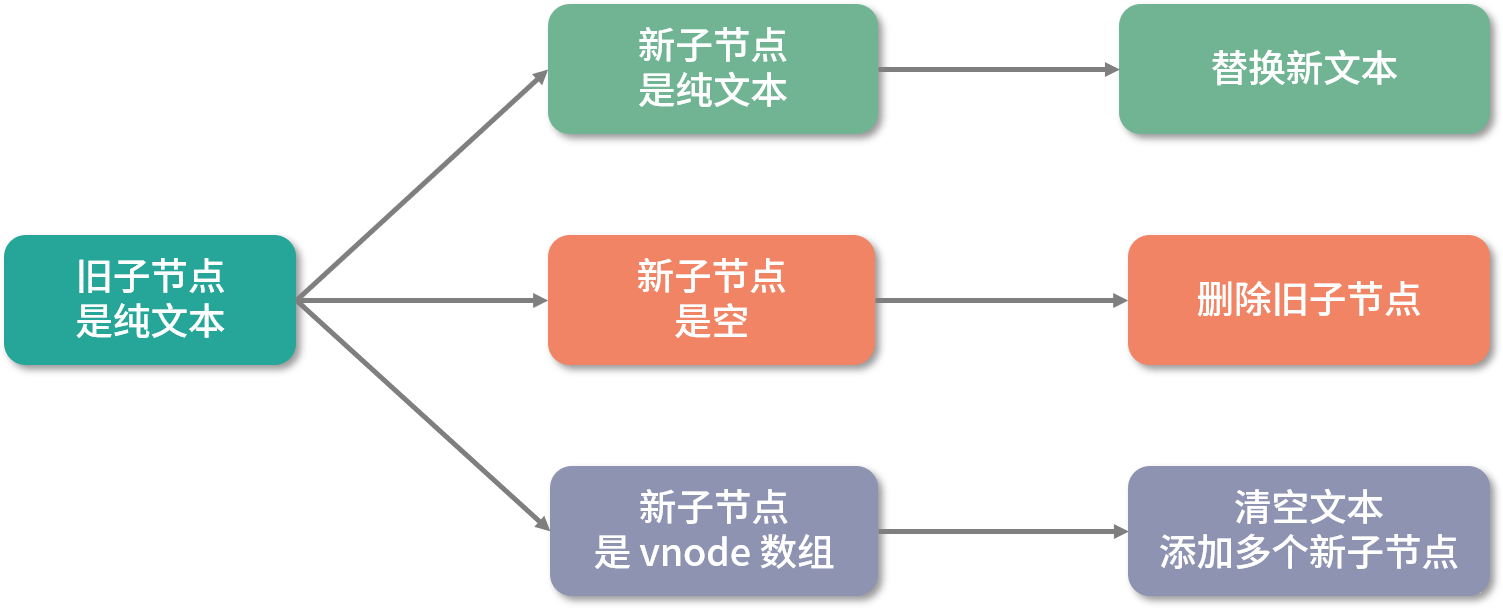 新子节点
是纯文本
替换新文本
旧子节点
是纯文本
新子节点
是空
删除旧子节点
新子节点
是 vnode 数组
清空文本
添加多个新子节点